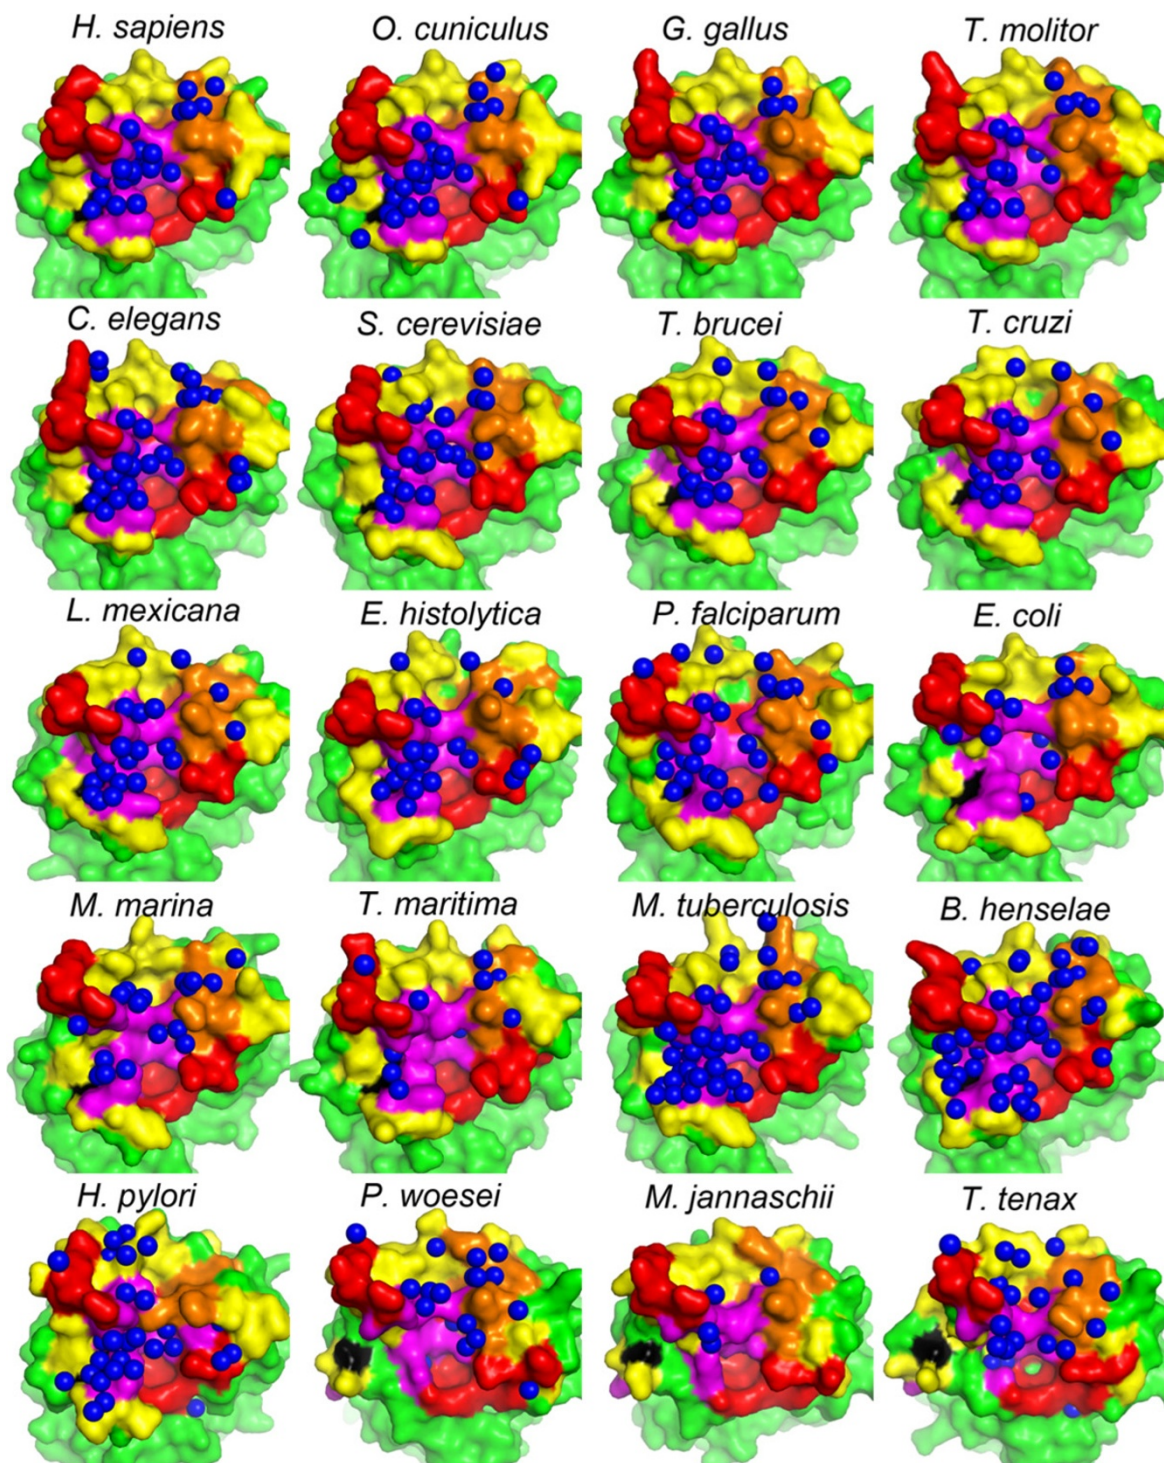 H. sapiens O. cuniculus G. gallus T. molitor
C. elegans S. cerevisiae T. brucei T. cruzi
L. mexicana E. histolytica P. falciparum E. coli
M. marina T. maritima M. tuberculosis B. henselae
H. pylori P. woesei M. jannaschii T. tenax